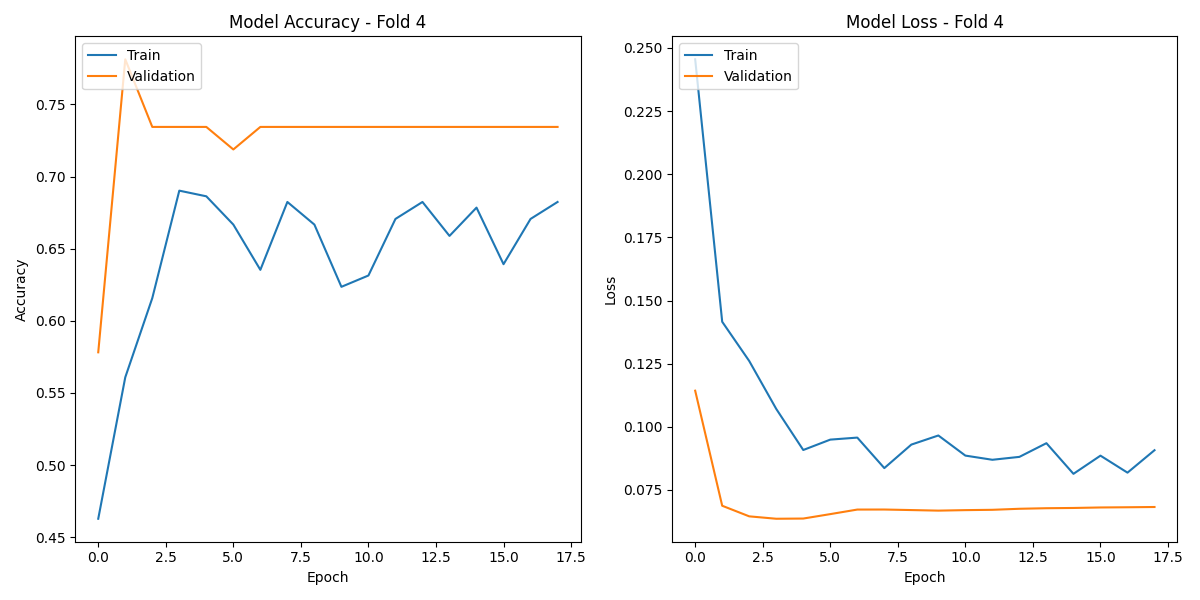 Model Accuracy - Fold 4
Train
Validation
0.75
0.70
0.65
0.60
0.55
0.50
0.45
Accuracy
0.0 2.5 5.0 7.5 10.0 12.5 15.0 17.5
Epoch
Model Loss - Fold 4
Train
Validation
0.250
0.225
0.200
0.175
0.150
0.125
0.100
0.075
Loss
0.0 2.5 5.0 7.5 10.0 12.5 15.0 17.5
Epoch